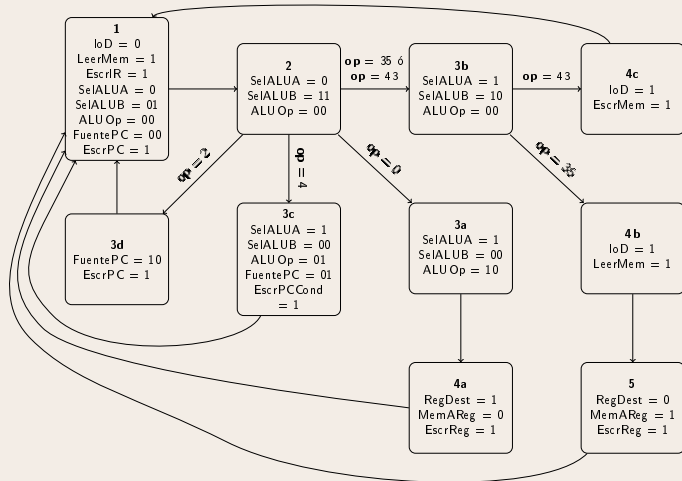 1
IoD = 0
LeerMem = 1
EscrIR = 1
SelALUA = 0
SelALUB = 01
ALUOp = 00
FuentePC = 00
EscrPC = 1
2
SelALUA = 0
SelALUB = 11
ALUOp = 00
op = 35 ó
op = 43
3b
SelALUA = 1
SelALUB = 10
ALUOp = 00
op = 43
4c
IoD = 1
EscrMem = 1
op = 2
op = 4
op = 0
op = 35
3d
FuentePC = 10
EscrPC = 1
3c
SelALUA = 1
SelALUB = 00
ALUOp = 01
FuentePC = 01
EscrPCCond
= 1
3a
SelALUA = 1
SelALUB = 00
ALUOp = 10
4b
IoD = 1
LeerMem = 1
4a
RegDest = 1
MemAReg = 0
EscrReg = 1
5
RegDest = 0
MemAReg = 1
EscrReg = 1